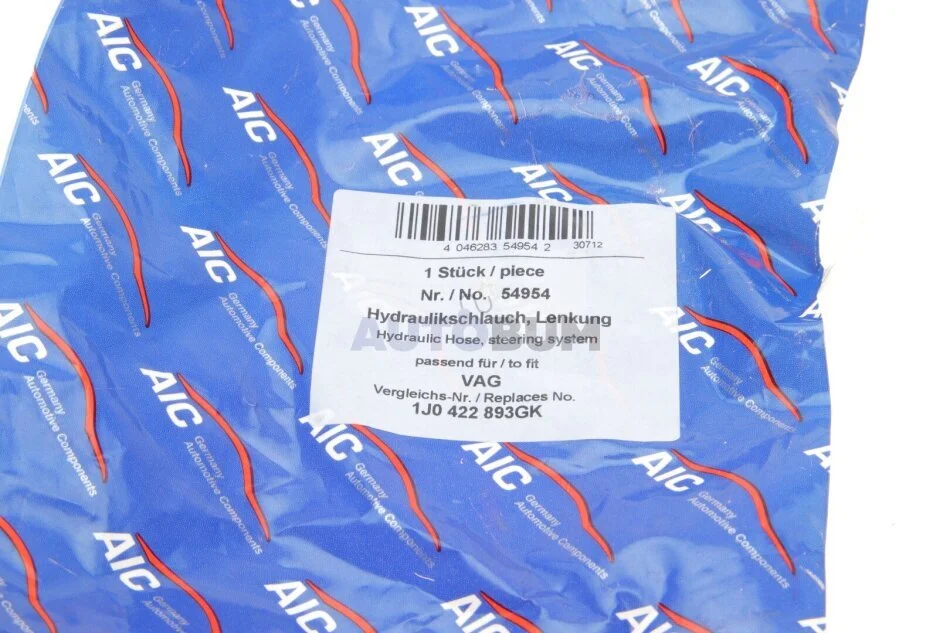 AIC
Germany
Automotive Components
4 046283 54954 2 30712
1 Stück / piece
Nr. / No. 54954
Hydraulikschlauch, Lenkung
Hydraulic Hose, steering system
AUTOBUM
passend für / to fit
VAG
Vergleichs-Nr. / Replaces No.
1J0 422 893GK